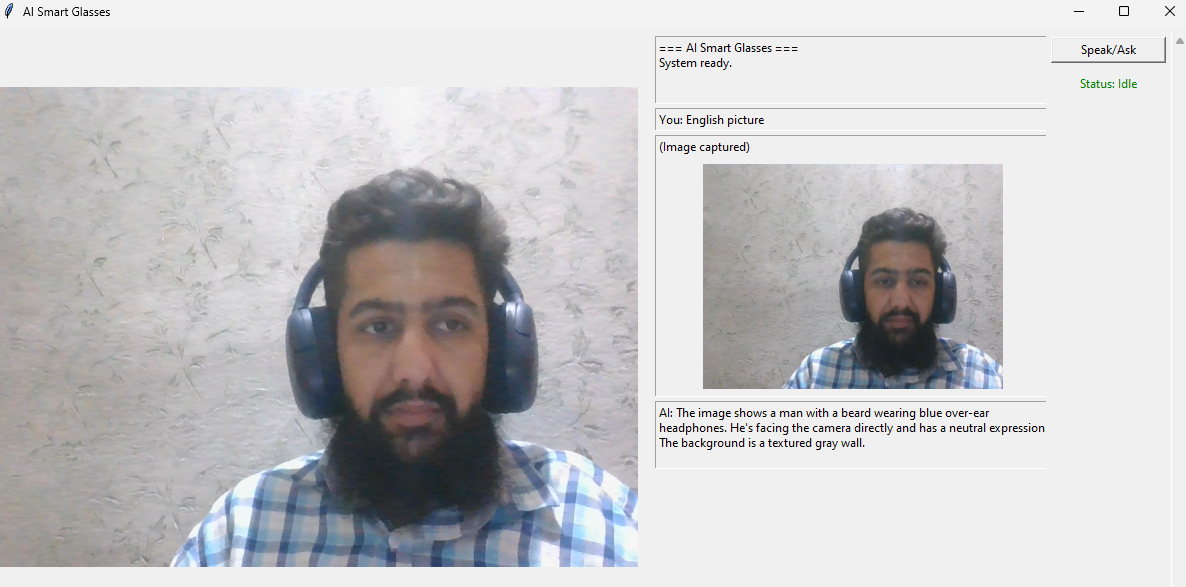 AI Smart Glasses
=== AI Smart Glasses ===
System ready.
Speak/Ask
Status: Idle
You: English picture
(Image captured)
AI: The image shows a man with a beard wearing blue over-ear
headphones. He's facing the camera directly and has a neutral expression
The background is a textured gray wall.